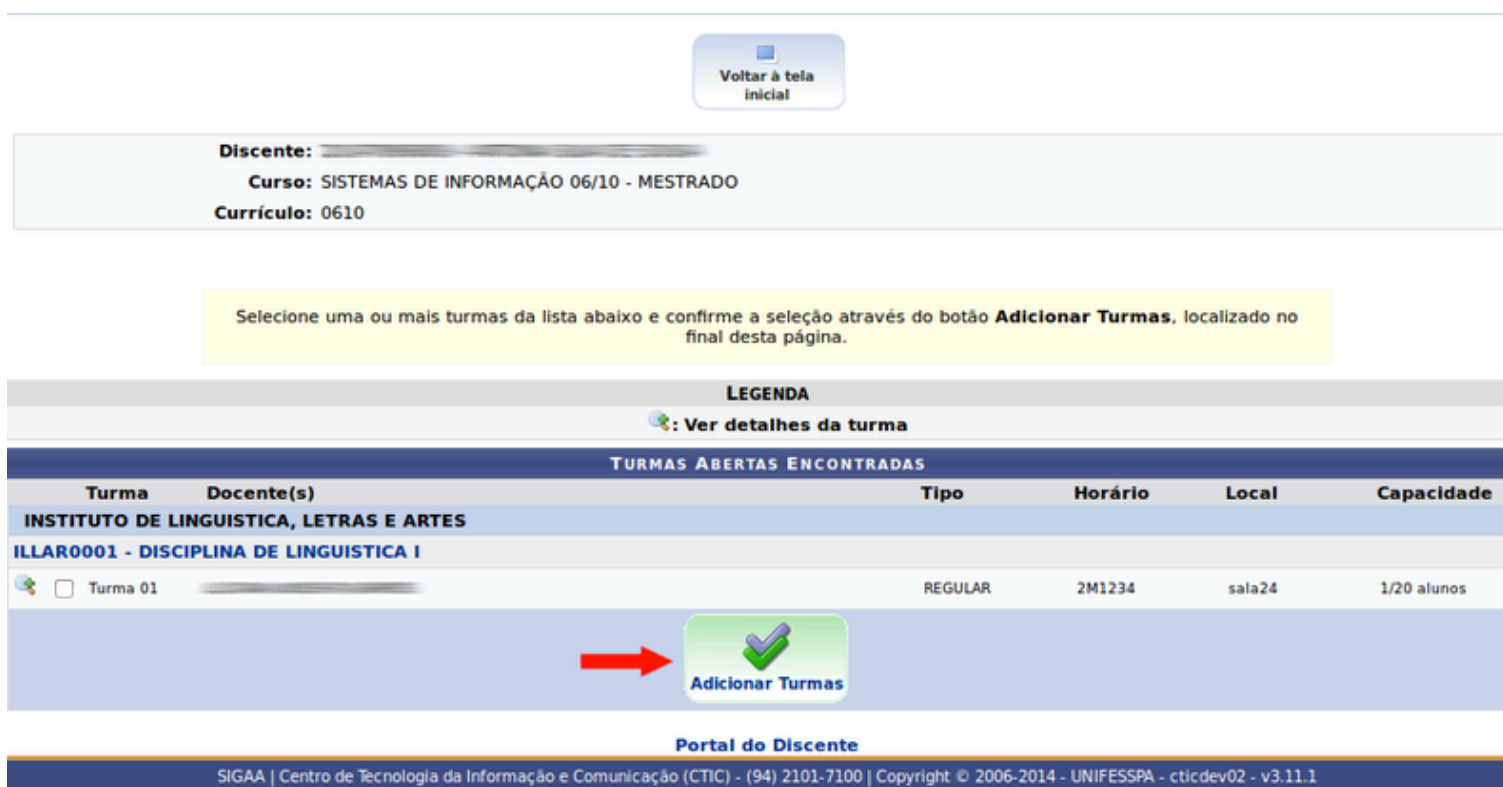 Voltar à tela
inicial
Discente:
Curso: SISTEMAS DE INFORMAÇÃO 06/10 - MESTRADO
Currículo: 0610
Selecione uma ou mais turmas da lista abaixo e confirme a seleção através do botão Adicionar Turmas, localizado no
final desta página.
LEGENDA
: Ver detalhes da turma
TURMAS ABERTAS ENCONTRADAS
Turma Docente(s) Tipo Horário Local Capacidade
INSTITUTO DE LINGUISTICA, LETRAS E ARTES
ILLAR0001 - DISCIPLINA DE LINGUISTICA I
Turma 01 REGULAR 2M1234 sala24 1/20 alunos
Adicionar Turmas
Portal do Discente
SIGAA | Centro de Tecnologia da Informação e Comunicação (CTIC) - (94) 2101-7100 | Copyright © 2006-2014 - UNIFESSPA - cticdev02 - v3.11.1